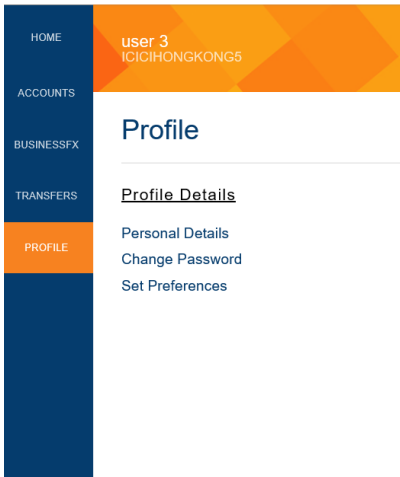 HOME
ACCOUNTS
BUSINESSFX
TRANSFERS
PROFILE
user 3
ICICIHONGKONG5
Profile
Profile Details
Personal Details
Change Password
Set Preferences